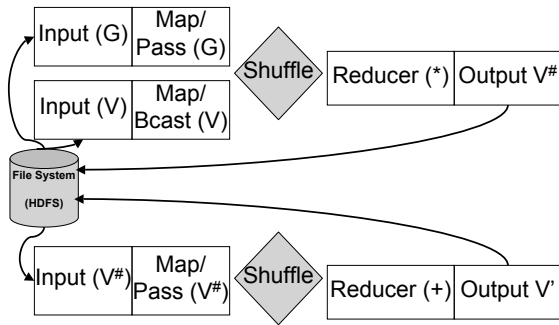 Input (G)
Map/
Pass (G)
Shuffle
Reducer (*)
Output V#
Input (V)
Map/
Bcast (V)
File System
(HDFS)
Input (V#)
Map/
Pass (V#)
Shuffle
Reducer (+)
Output V'